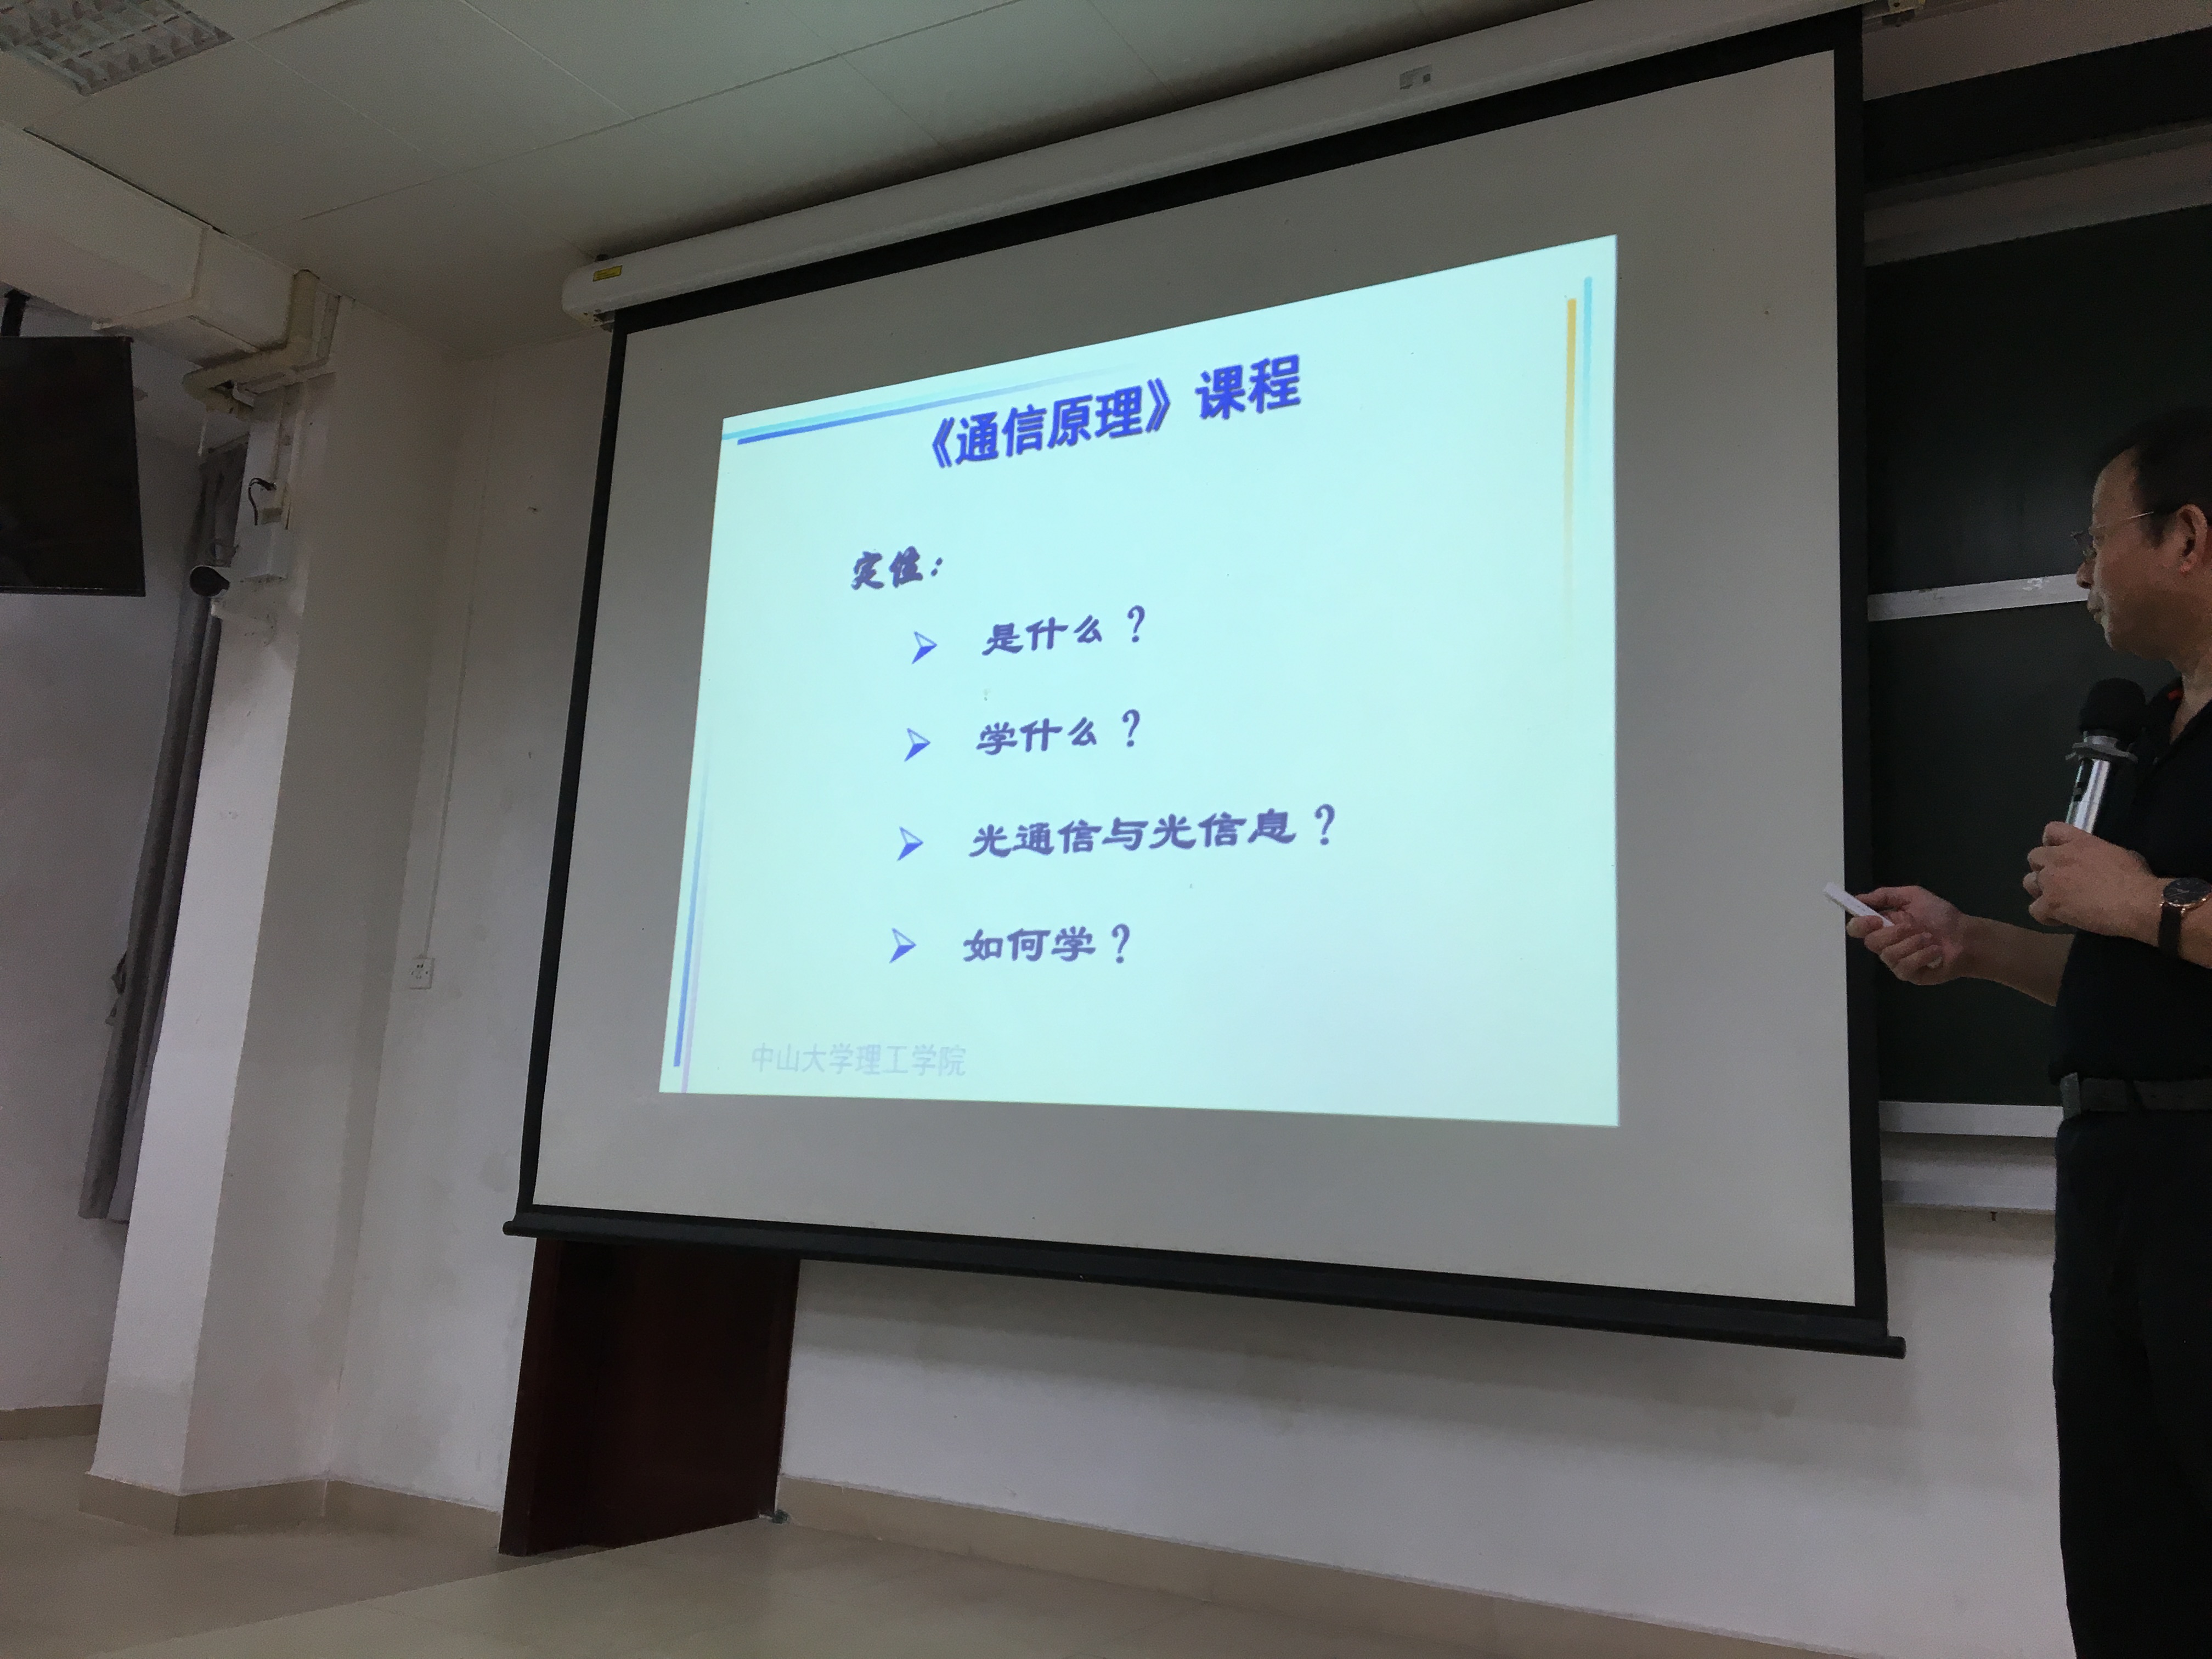 《通信原理》课程
定位：
是什么？
学什么？
光通信与光信息？
如何学？
中山大学理工学院